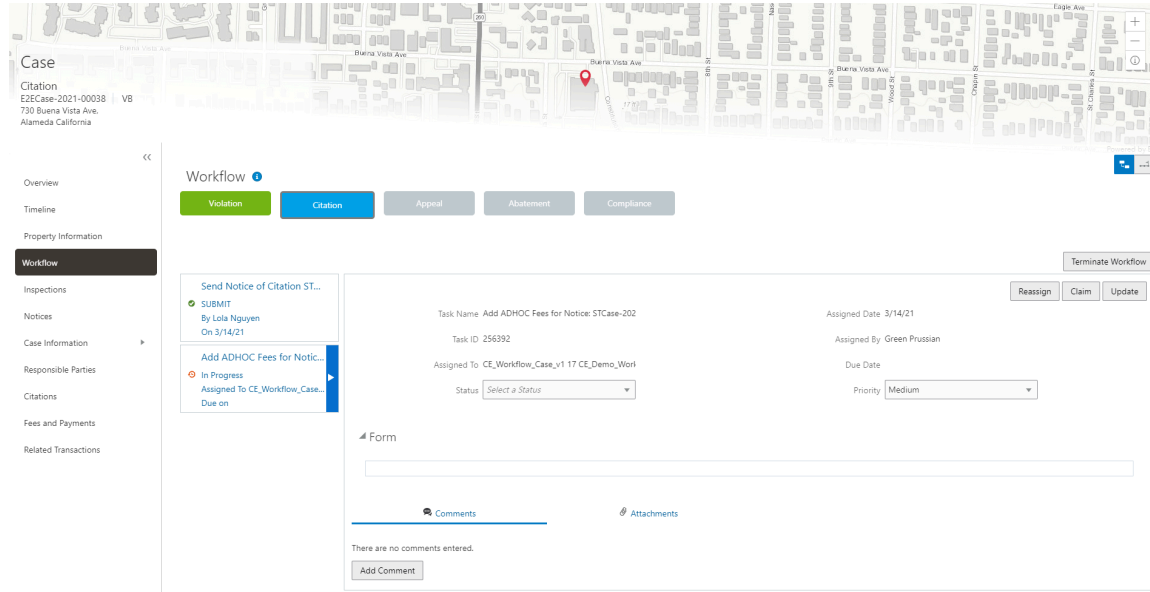 Eagle Ave
260
Buena Vista Ave
Buena Vista Ave
Buena Vista Ave
Buena Vista Ave
8th St
9th St
Wood St
Chapin St
St Charles St
Case
Citation
E2ECase-2021-00038 | VB
730 Buena Vista Ave.
Alameda California
Powered by
Overview
Timeline
Property Information
Workflow
Inspections
Notices
Case Information
Responsible Parties
Citations
Fees and Payments
Related Transactions
Workflow
Violation
Citation
Appeal
Abatement
Compliance
Terminate Workflow
Send Notice of Citation ST...
SUBMIT
By Lola Nguyen
On 3/14/21
Add ADHOC Fees for Notic...
In Progress
Assigned To CE_Workflow_Case...
Due on
Reassign
Claim
Update
Task Name Add ADHOC Fees for Notice: STCase-202
Assigned Date 3/14/21
Task ID 256392
Assigned By Green Prussian
Assigned To CE_Workflow_Case_v1 17 CE_Demo_Work
Due Date
Status Select a Status
Priority Medium
Form
Comments
Attachments
There are no comments entered.
Add Comment